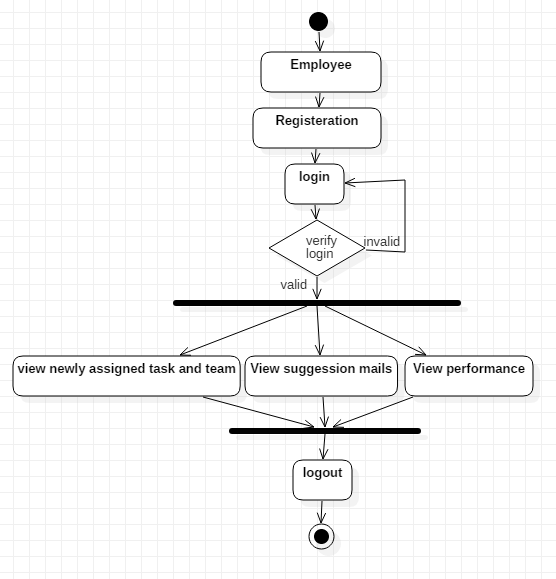 Employee
Registeration
login
verify
login
invalid
valid
view newly assigned task and team
View suggession mails
View performance
logout